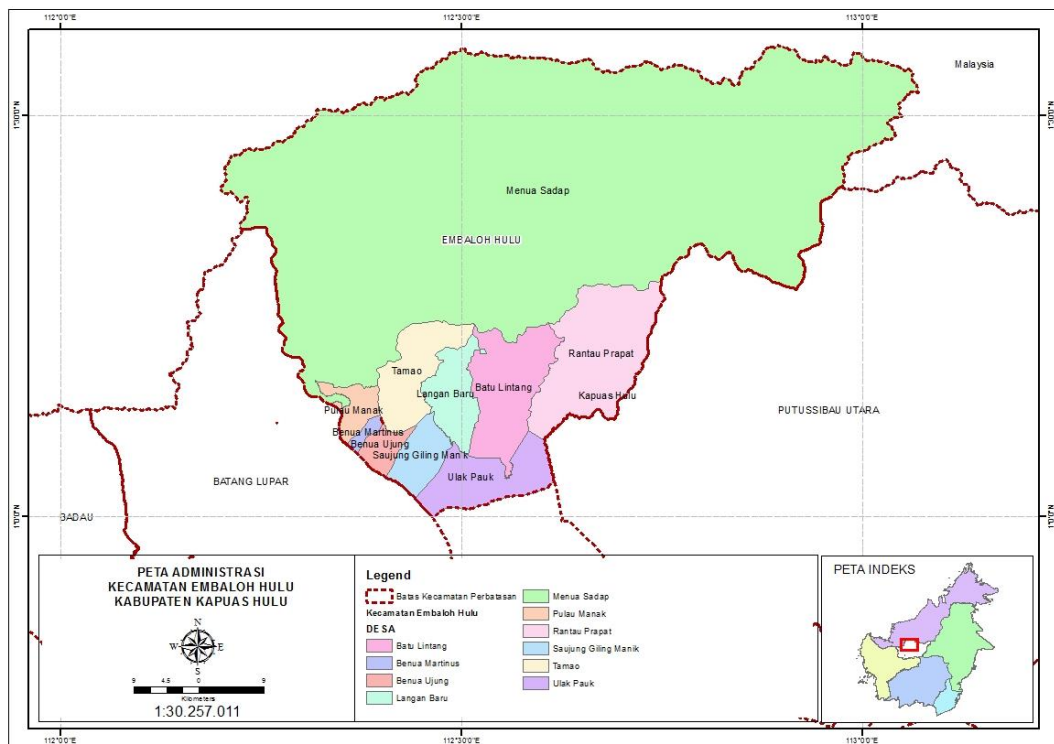 112°0'0"E
112°30'0"E
113°0'0"E
Malaysia
1°30'0"N
1°30'0"N
Menua Sadap
EMBALOH HULU
Rantau Prapat
Tamao
Batu Lintang
Langan Baru
Kapuas Hulu
Pulau Manak
PUTUSSIBAU UTARA
Benua Martinus
Benua Ujung
Saujung Giling Manik
Ulak Pauk
BATANG LUPAR
BADAU
1°0'0"N
1°0'0"N
PETA ADMINISTRASI
KECAMATAN EMBALOH HULU
KABUPATEN KAPUAS HULU
N
W
E
S
9 4.5 0 9
Kilometers
1:30.257.011
Legend
Batas Kecamatan Perbatasan
Kecamatan Embaloh Hulu
DESA
Batu Lintang
Benua Martinus
Benua Ujung
Langan Baru
Menua Sadap
Pulau Manak
Rantau Prapat
Saujung Giling Manik
Tamao
Ulak Pauk
PETA INDEKS
112°0'0"E
112°30'0"E
113°0'0"E